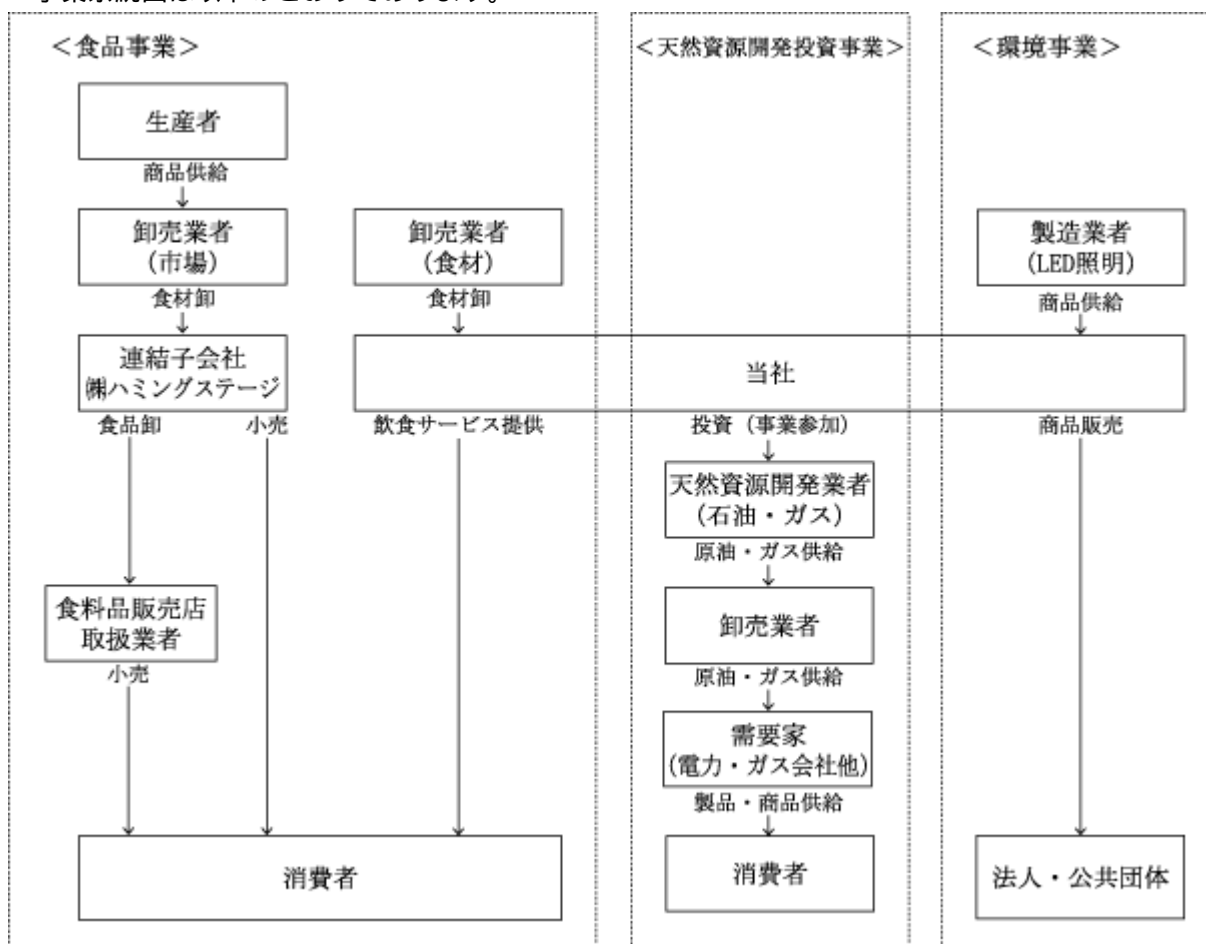 ＜食品事業＞
生産者
商品供給
卸売業者
(市場)
食材卸
連結子会社
㈱ハミングステージ
食品卸
小売
食料品販売店
取扱業者
小売
卸売業者
(食材)
食材卸
当社
飲食サービス提供
消費者
＜天然資源開発投資事業＞
投資（事業参加）
天然資源開発業者
(石油・ガス)
原油・ガス供給
卸売業者
原油・ガス供給
需要家
(電力・ガス会社他)
製品・商品供給
消費者
＜環境事業＞
製造業者
(LED照明)
商品供給
商品販売
法人・公共団体